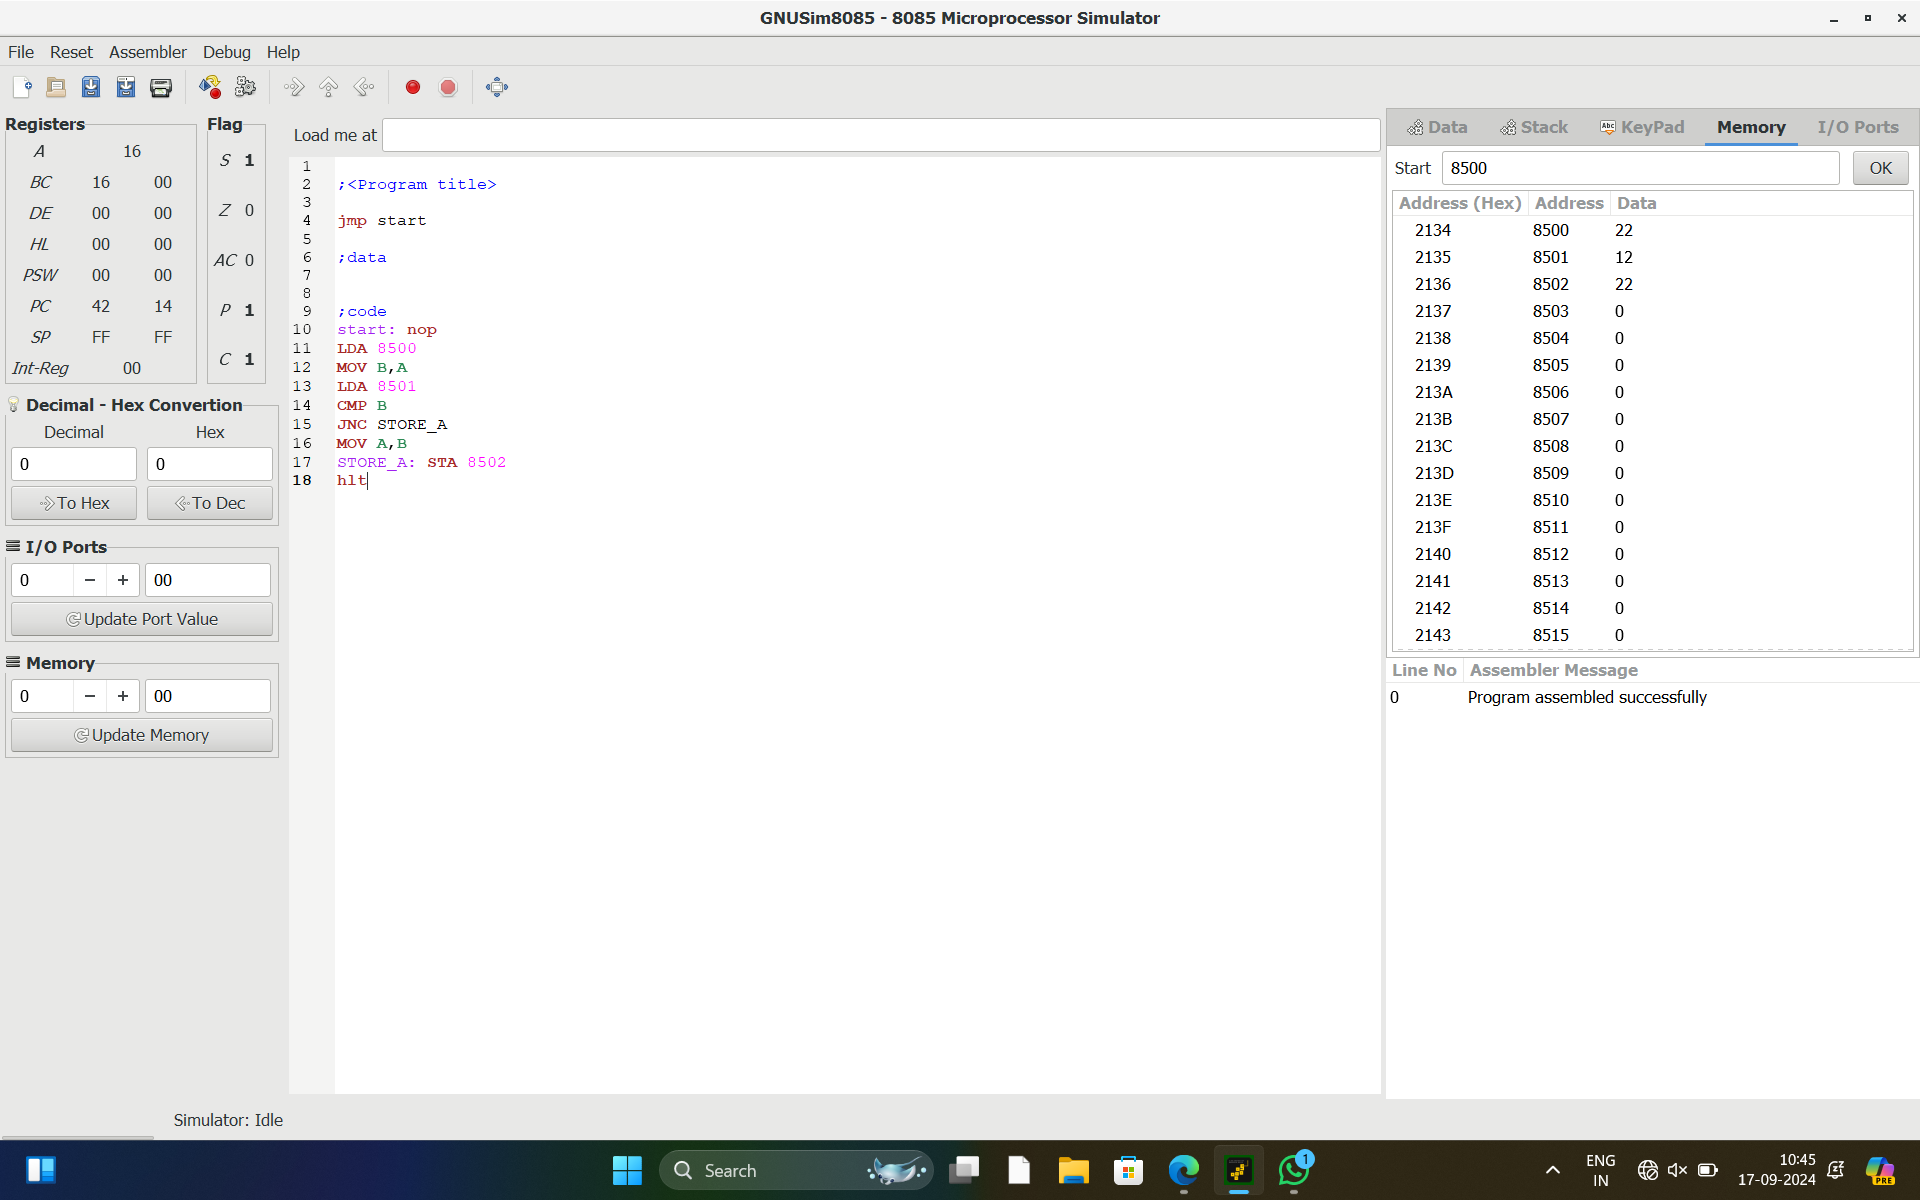 GNUSim8085 - 8085 Microprocessor Simulator
File Reset Assembler Debug Help
Registers
A 16
BC 16 00
DE 00 00
HL 00 00
PSW 00 00
PC 42 14
SP FF FF
Int-Reg 00
Flag
S 1
Z 0
AC 0
P 1
C 1
Decimal - Hex Convertion
Decimal Hex
0 0
To Hex To Dec
I/O Ports
0 − + 00
Update Port Value
Memory
0 − + 00
Update Memory
Load me at
1
2 ;<Program title>
3
4 jmp start
5
6 ;data
7
8
9 ;code
10 start: nop
11 LDA 8500
12 MOV B,A
13 LDA 8501
14 CMP B
15 JNC STORE_A
16 MOV A,B
17 STORE_A: STA 8502
18 hlt
Data Stack Abc KeyPad Memory I/O Ports
Start 8500 OK
Address (Hex) Address Data
2134 8500 22
2135 8501 12
2136 8502 22
2137 8503 0
2138 8504 0
2139 8505 0
213A 8506 0
213B 8507 0
213C 8508 0
213D 8509 0
213E 8510 0
213F 8511 0
2140 8512 0
2141 8513 0
2142 8514 0
2143 8515 0
Line No Assembler Message
0 Program assembled successfully
Simulator: Idle
Search
1
ENG
IN
10:45
17-09-2024
PRE